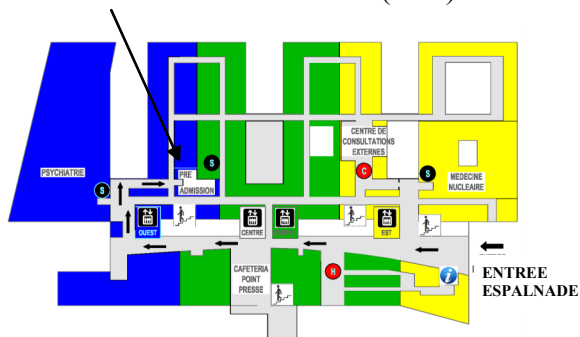 CENTRE DE
CONSULTATIONS
EXTERNES
PSYCHIATRIE
PRE
ADMISSION
S
S
S
C
MEDECINE
NUCLEAIRE
OUEST
CENTRE
EST
CAFETERIA
POINT
PRESSE
H
i
ENTREE
ESPALNADE